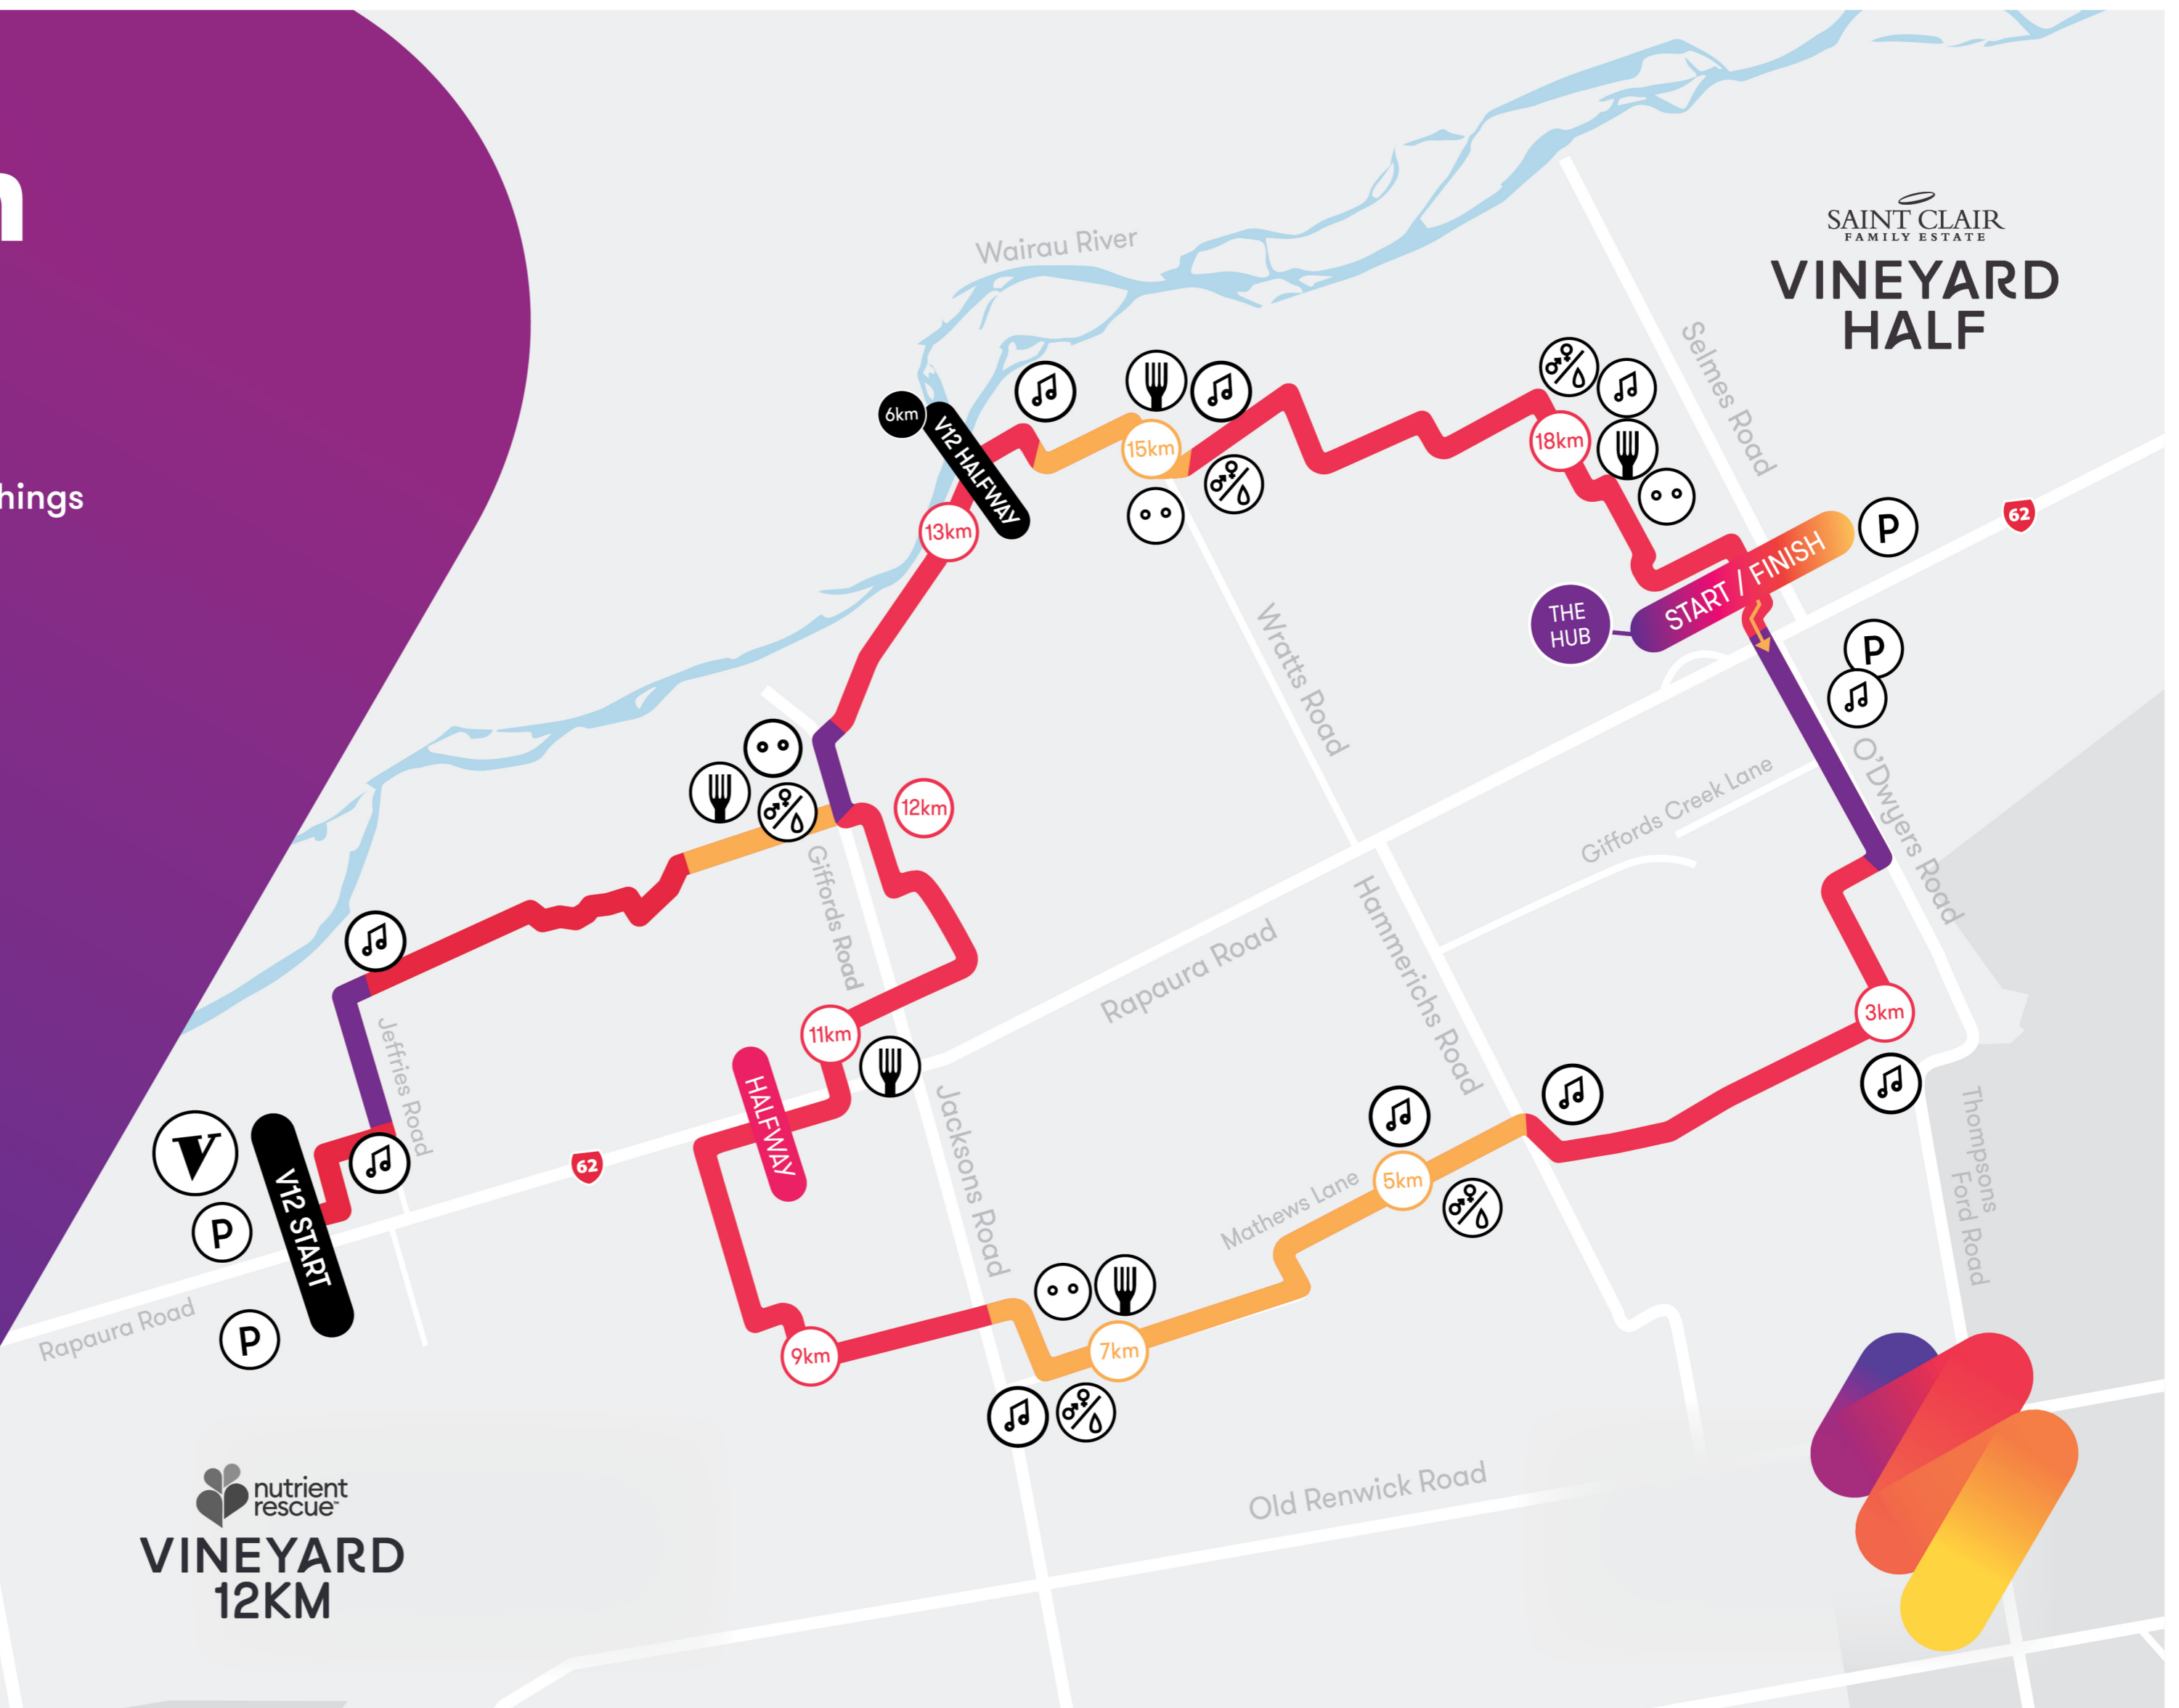 hings
SAINT CLAIR
FAMILY ESTATE
VINEYARD
HALF
Wairau River
Selmes Road
6km
V12 HALFWAY
15km
18km
62
13km
START / FINISH
P
THE
HUB
P
Wratts Road
O'Dwyers Road
Giffords Creek Lane
12km
Giffords Road
Hammerichs Road
Rapaura Road
11km
3km
Jeffries Road
HALFWAY
Jacksons Road
Thompsons
Ford Road
V
V12 START
62
5km
Mathews Lane
P
Rapaura Road
P
9km
7km
Old Renwick Road
nutrient
rescue™
VINEYARD
12KM